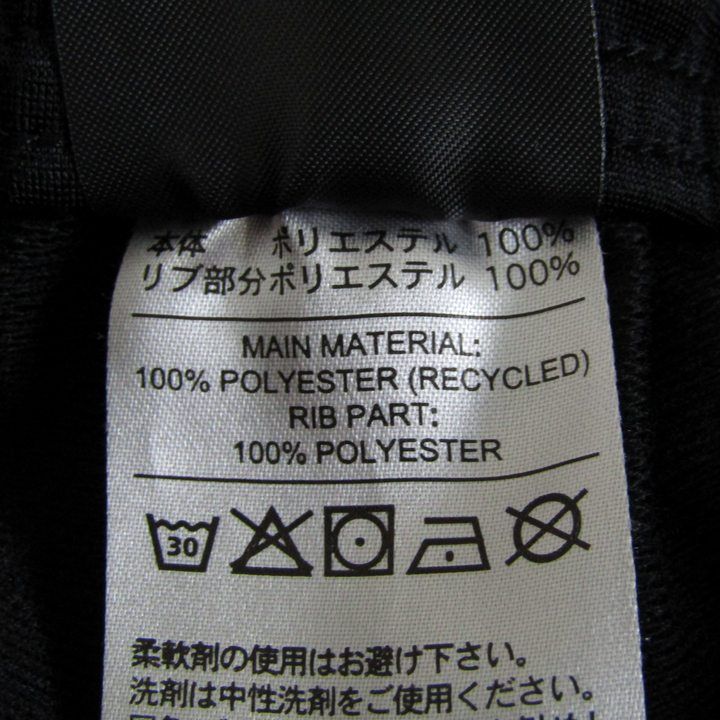 本体 ポリエステル 100%
リブ部分ポリエステル 100%
MAIN MATERIAL:
100% POLYESTER (RECYCLED)
RIB PART:
100% POLYESTER
30
柔軟剤の使用はお避け下さい。
洗剤は中性洗剤をご使用ください。